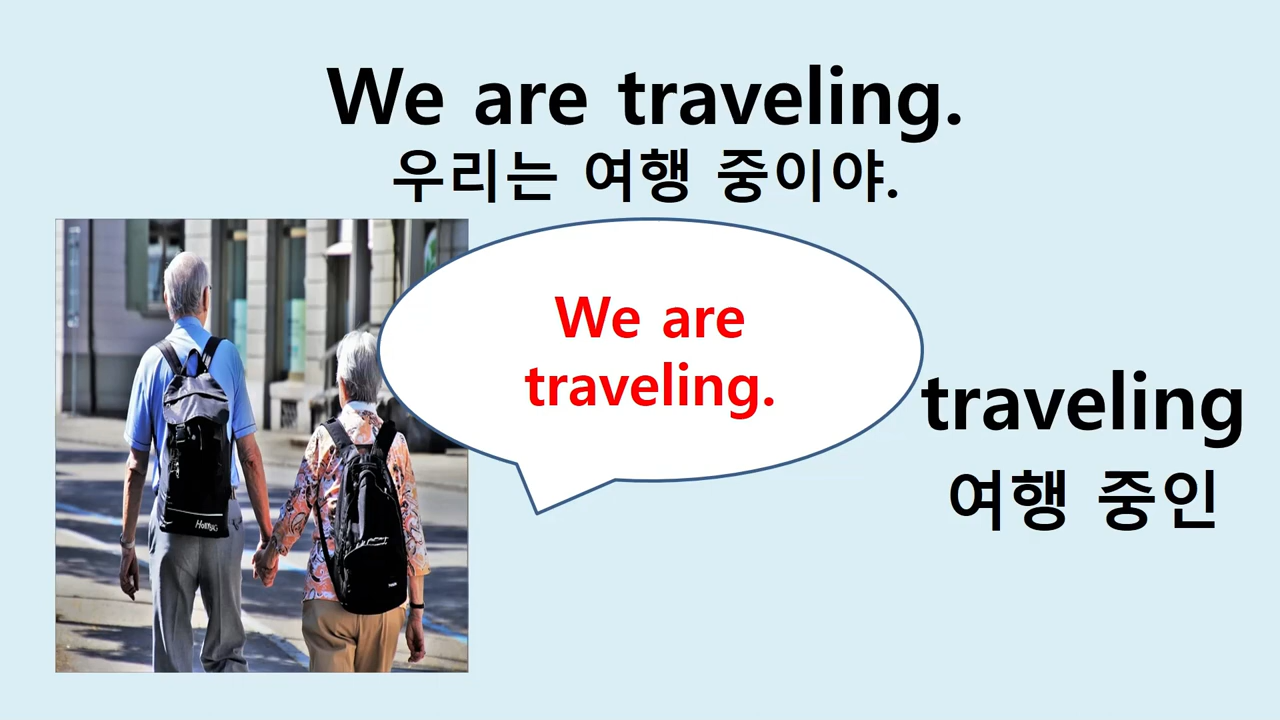 We are traveling.
우리는 여행 중이야.
We are
traveling.
traveling
여행 중인